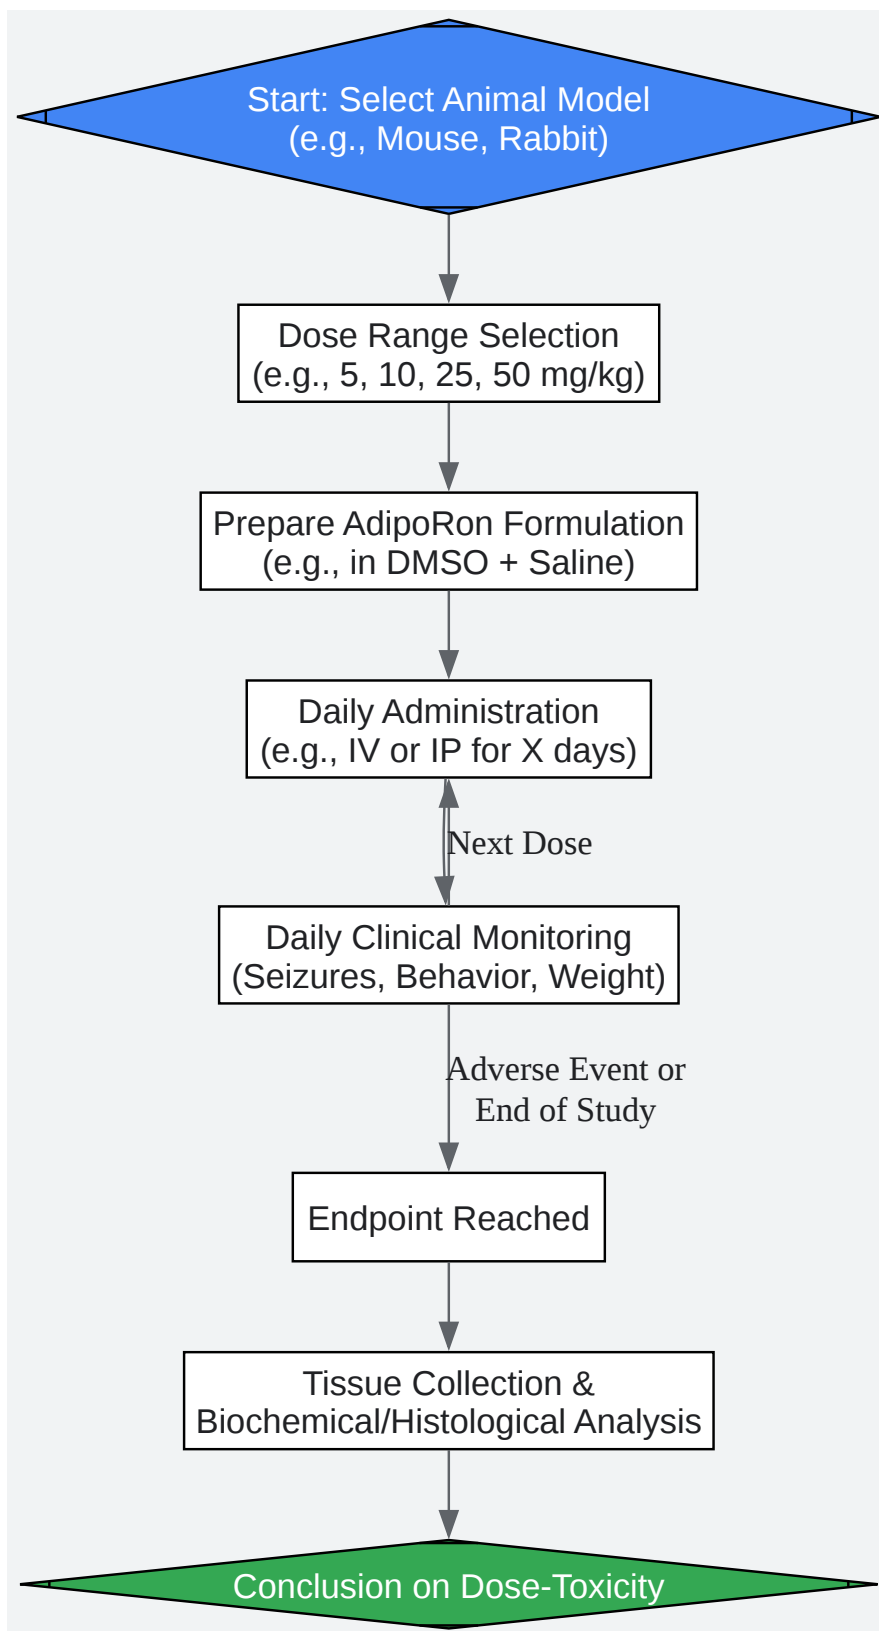 Start: Select Animal Model
(e.g., Mouse, Rabbit)
Dose Range Selection
(e.g., 5, 10, 25, 50 mg/kg)
Prepare AdipoRon Formulation
(e.g., in DMSO + Saline)
Daily Administration
(e.g., IV or IP for X days)
Next Dose
Daily Clinical Monitoring
(Seizures, Behavior, Weight)
Adverse Event or
End of Study
Endpoint Reached
Tissue Collection &
Biochemical/Histological Analysis
Conclusion on Dose-Toxicity